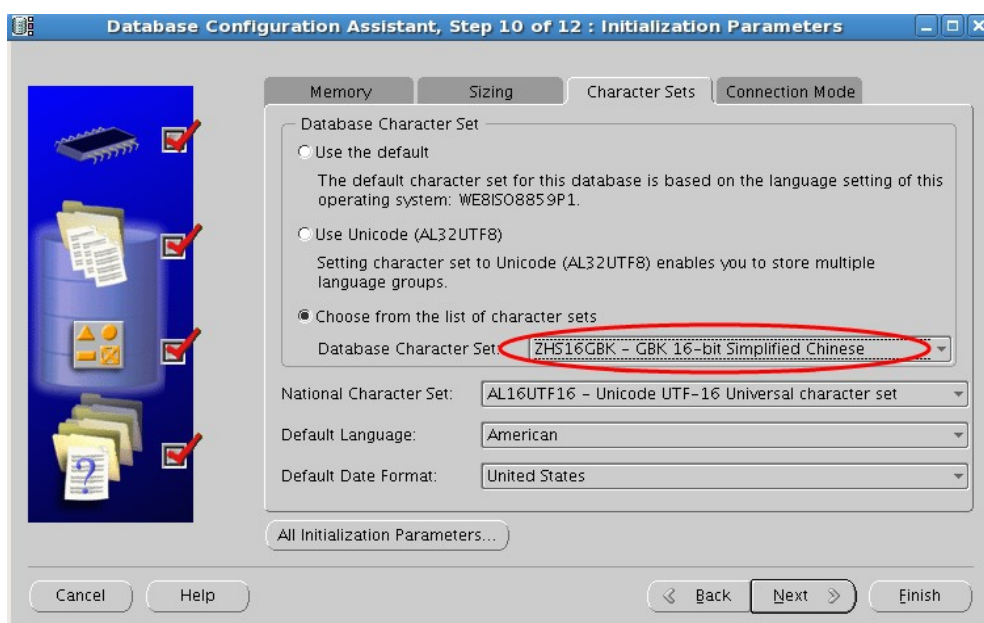 Database Configuration Assistant, Step 10 of 12 : Initialization Parameters
Memory
Sizing
Character Sets
Connection Mode
Database Character Set
Use the default
The default character set for this database is based on the language setting of this
operating system: WE8ISO8859P1.
Use Unicode (AL32UTF8)
Setting character set to Unicode (AL32UTF8) enables you to store multiple
language groups.
Choose from the list of character sets
Database Character Set: ZHS16GBK - GBK 16-bit Simplified Chinese
National Character Set: AL16UTF16 - Unicode UTF-16 Universal character set
Default Language: American
Default Date Format: United States
All Initialization Parameters...
Cancel
Help
Back
Next
Finish